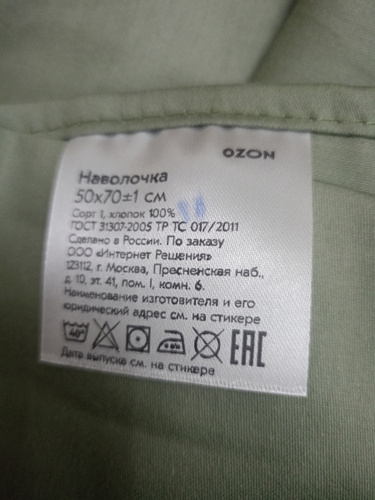 OZON
Наволочка
50х70±1 см
Сорт 1, хлопок 100%
ГОСТ 31307-2005 ТР ТС 017/2011
Сделано в России. По заказу
ООО «Интернет Решения»
123112, г. Москва, Пресненская наб.,
д. 10, эт. 41, пом. I, комн. 6.
Наименование изготовителя и его
юридический адрес см. на стикере
40° EAC
Дата выпуска см. на стикере